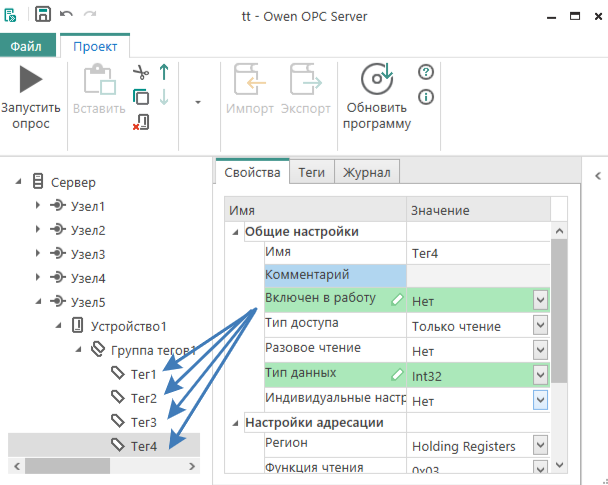 tt - Owen OPC Server
Файл
Проект
Запустить опрос
Вставить
Импорт
Экспорт
Обновить программу
Сервер
Узел1
Узел2
Узел3
Узел4
Узел5
Устройство1
Группа тегов1
Тег1
Тег2
Тег3
Тег4
Свойства
Теги
Журнал
Имя Значение
Общие настройки
Имя Тег4
Комментарий
Включен в работу Нет
Тип доступа Только чтение
Разовое чтение Нет
Тип данных Int32
Индивидуальные настр Нет
Настройки адресации
Регион Holding Registers
Функция чтения 0x03